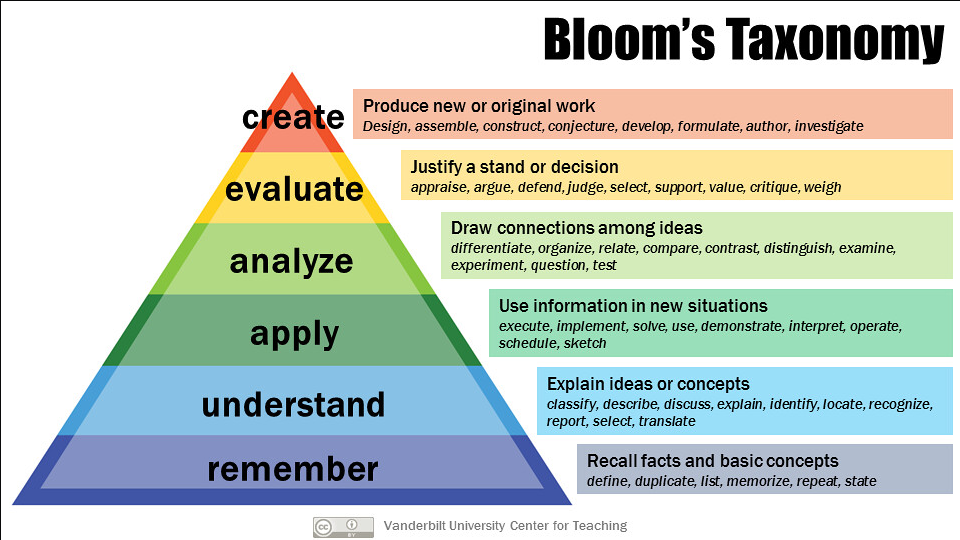 Bloom's Taxonomy
create
Produce new or original work
Design, assemble, construct, conjecture, develop, formulate, author, investigate
evaluate
Justify a stand or decision
appraise, argue, defend, judge, select, support, value, critique, weigh
analyze
Draw connections among ideas
differentiate, organize, relate, compare, contrast, distinguish, examine,
experiment, question, test
apply
Use information in new situations
execute, implement, solve, use, demonstrate, interpret, operate,
schedule, sketch
understand
Explain ideas or concepts
classify, describe, discuss, explain, identify, locate, recognize,
report, select, translate
remember
Recall facts and basic concepts
define, duplicate, list, memorize, repeat, state
cc BY Vanderbilt University Center for Teaching